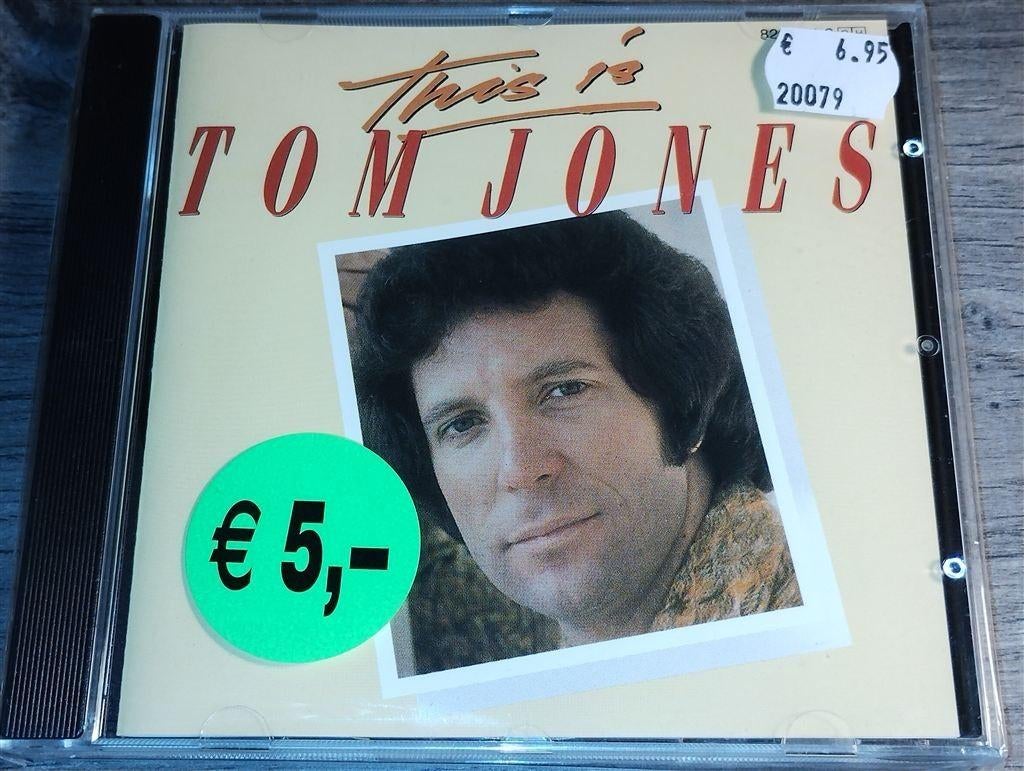 This is
TOM JONES
€ 6.95
20079
€ 5,-